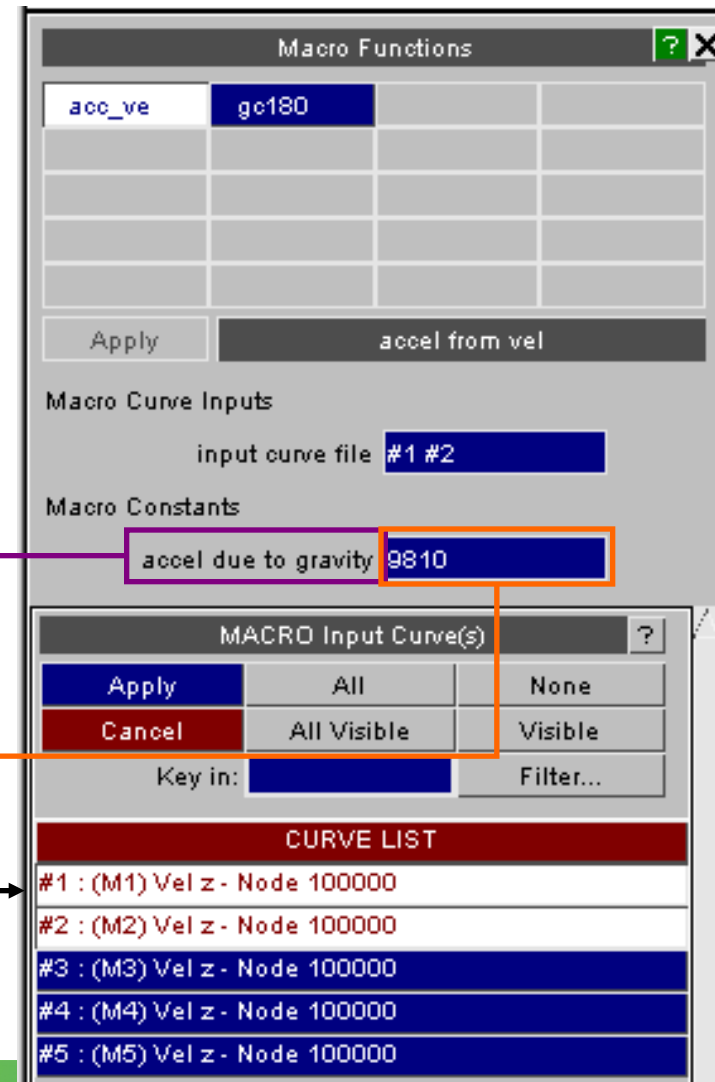 Macro Functions ? X
acc_ve gc180
Apply accel from vel
Macro Curve Inputs
input curve file #1 #2
Macro Constants
accel due to gravity 9810
MACRO Input Curve(s) ?
Apply All None
Cancel All Visible Visible
Key in: Filter...
CURVE LIST
#1 : (M1) Vel z - Node 100000
#2 : (M2) Vel z - Node 100000
#3 : (M3) Vel z - Node 100000
#4 : (M4) Vel z - Node 100000
#5 : (M5) Vel z - Node 100000